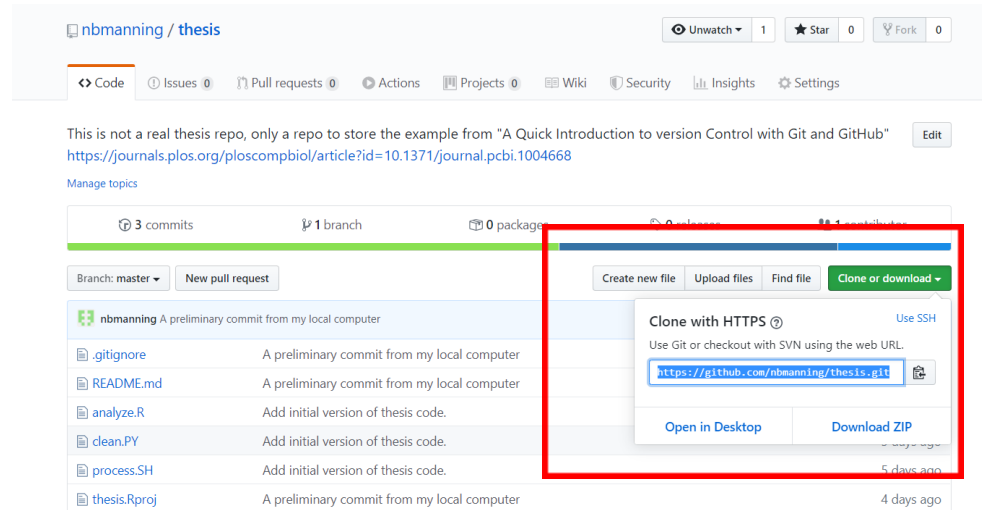 nbmanning / thesis
Unwatch 1 Star 0 Fork 0
Code Issues 0 Pull requests 0 Actions Projects 0 Wiki Security Insights Settings
This is not a real thesis repo, only a repo to store the example from "A Quick Introduction to version Control with Git and GitHub" Edit
https://journals.plos.org/ploscompbiol/article?id=10.1371/journal.pcbi.1004668
Manage topics
3 commits 1 branch 0 packages 0 releases 1 contributor
Branch: master New pull request Create new file Upload files Find file Clone or download
nbmanning A preliminary commit from my local computer
Clone with HTTPS Use SSH
Use Git or checkout with SVN using the web URL.
https://github.com/nbmanning/thesis.git
Open in Desktop Download ZIP
.gitignore A preliminary commit from my local computer
README.md A preliminary commit from my local computer
analyze.R Add initial version of thesis code.
clean.PY Add initial version of thesis code. days ago
process.SH Add initial version of thesis code. 5 days ago
thesis.Rproj A preliminary commit from my local computer 4 days ago